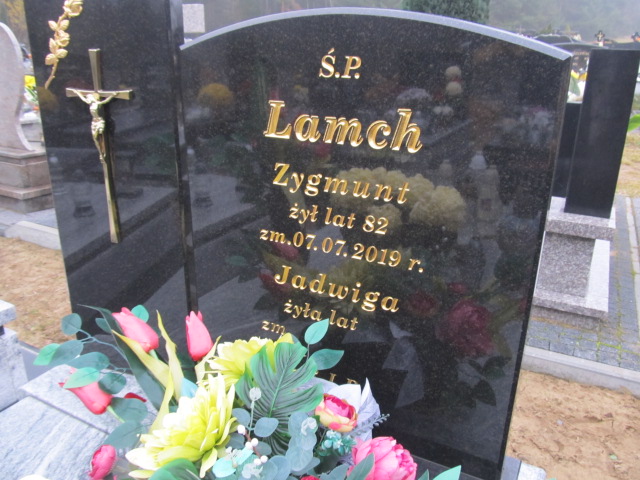 Ś.P.
Lamch
Zygmunt
żył lat 82
zm.07.07.2019 r.
Jadwiga
żyła lat
zm.